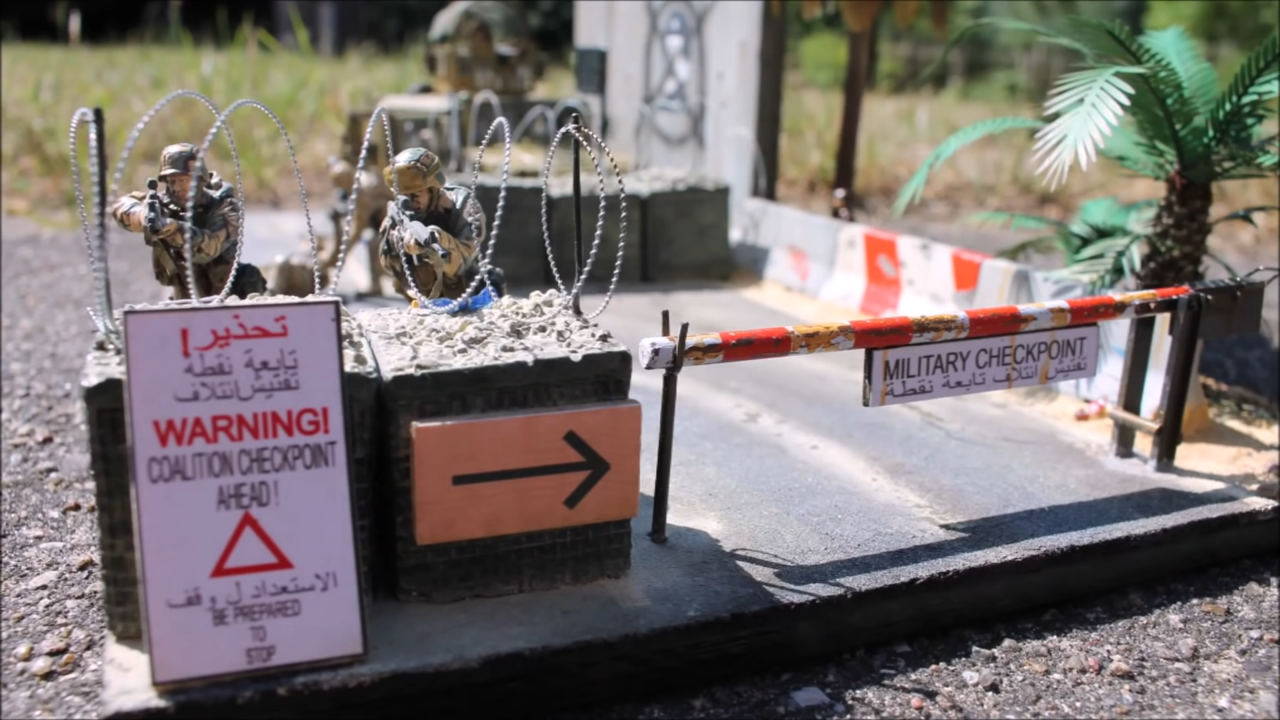 تحذير!
تابعة نقطة
تفتيش ائتلاف
WARNING!
COALITION CHECKPOINT
AHEAD!
الاستعداد ل وقف
BE PREPARED
TO
STOP
MILITARY CHECKPOINT
تفتيش ائتلاف تابعة نقطة